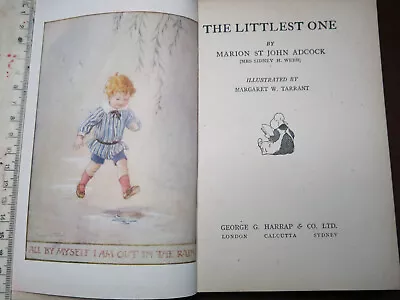 ALL BY MYSELF I AM OUT IN THE RAIN
THE LITTLEST ONE
BY
MARION ST JOHN ADCOCK
[MRS SIDNEY H. WEBB]
ILLUSTRATED BY
MARGARET W. TARRANT
GEORGE G. HARRAP & CO. LTD.
LONDON CALCUTTA SYDNEY